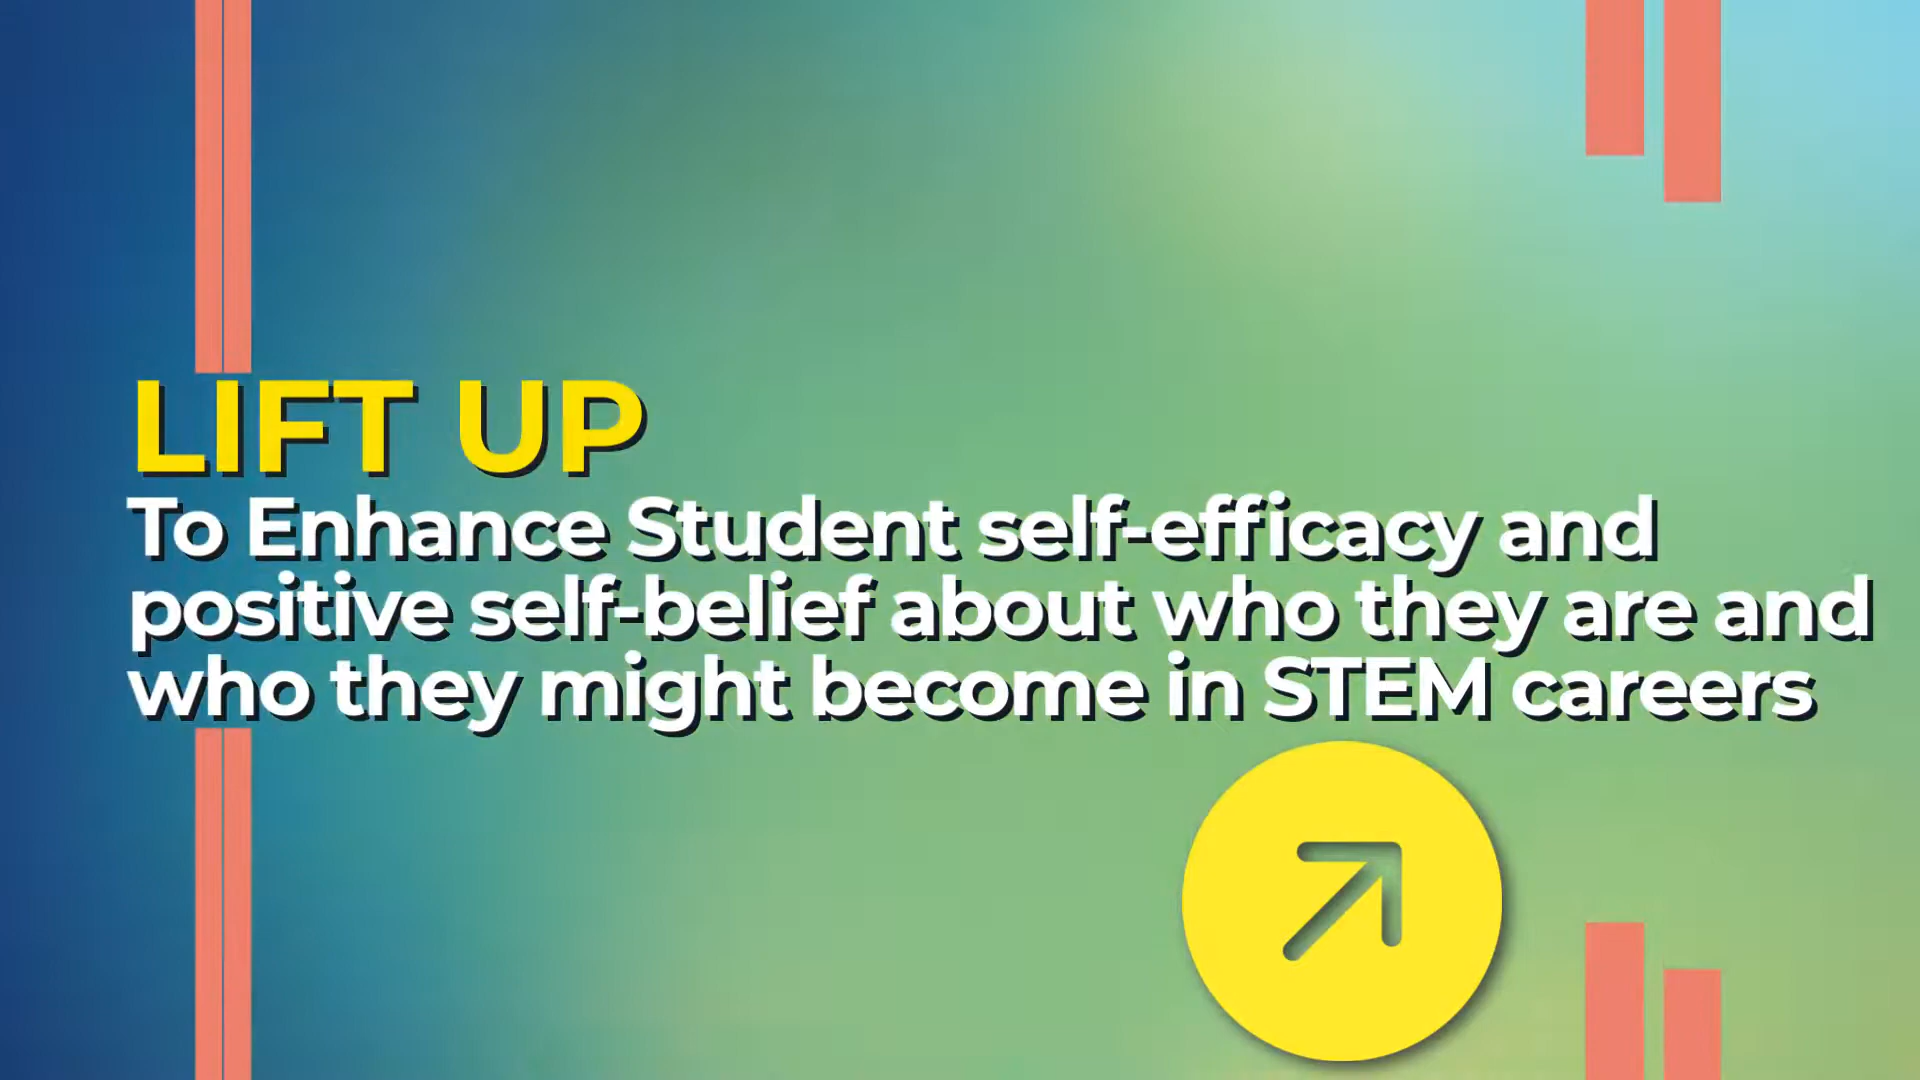 LIFT UP
To Enhance Student self-efficacy and
positive self-belief about who they are and
who they might become in STEM careers